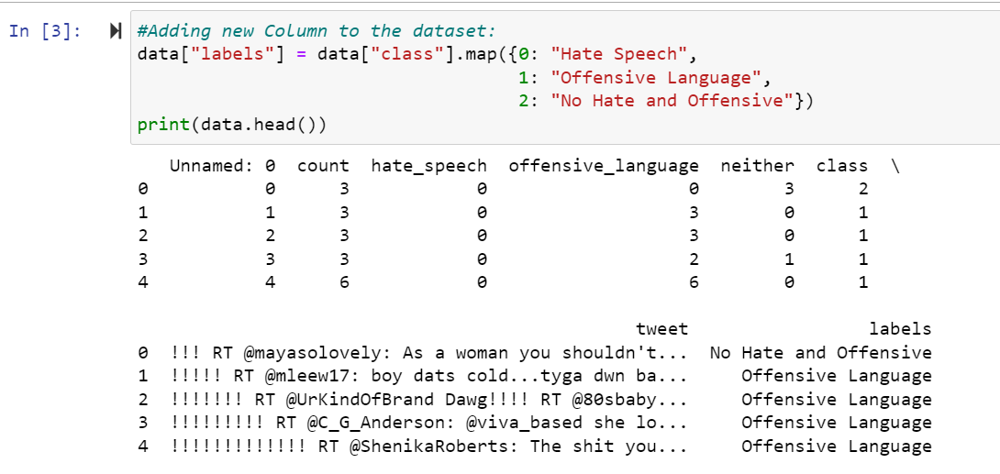 In [3]: #Adding new Column to the dataset:
data["labels"] = data["class"].map({0: "Hate Speech",
1: "Offensive Language",
2: "No Hate and Offensive"})
print(data.head())
Unnamed: 0 count hate_speech offensive_language neither class \
0 0 3 0 0 3 2
1 1 3 0 3 0 1
2 2 3 0 3 0 1
3 3 3 0 2 1 1
4 4 6 0 6 0 1
tweet labels
0 !!! RT @mayasolovely: As a woman you shouldn't... No Hate and Offensive
1 !!!!! RT @mleew17: boy dats cold...tyga dwn ba... Offensive Language
2 !!!!!!! RT @UrKindOfBrand Dawg!!!! RT @80sbaby... Offensive Language
3 !!!!!!!!! RT @C_G_Anderson: @viva_based she lo... Offensive Language
4 !!!!!!!!!!!!! RT @ShenikaRoberts: The shit you... Offensive Language